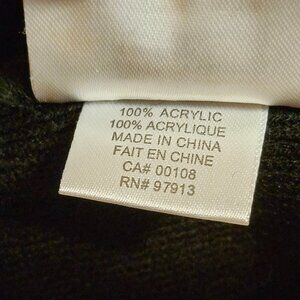 100% ACRYLIC
100% ACRYLIQUE
MADE IN CHINA
FAIT EN CHINE
CA# 00108
RN# 97913